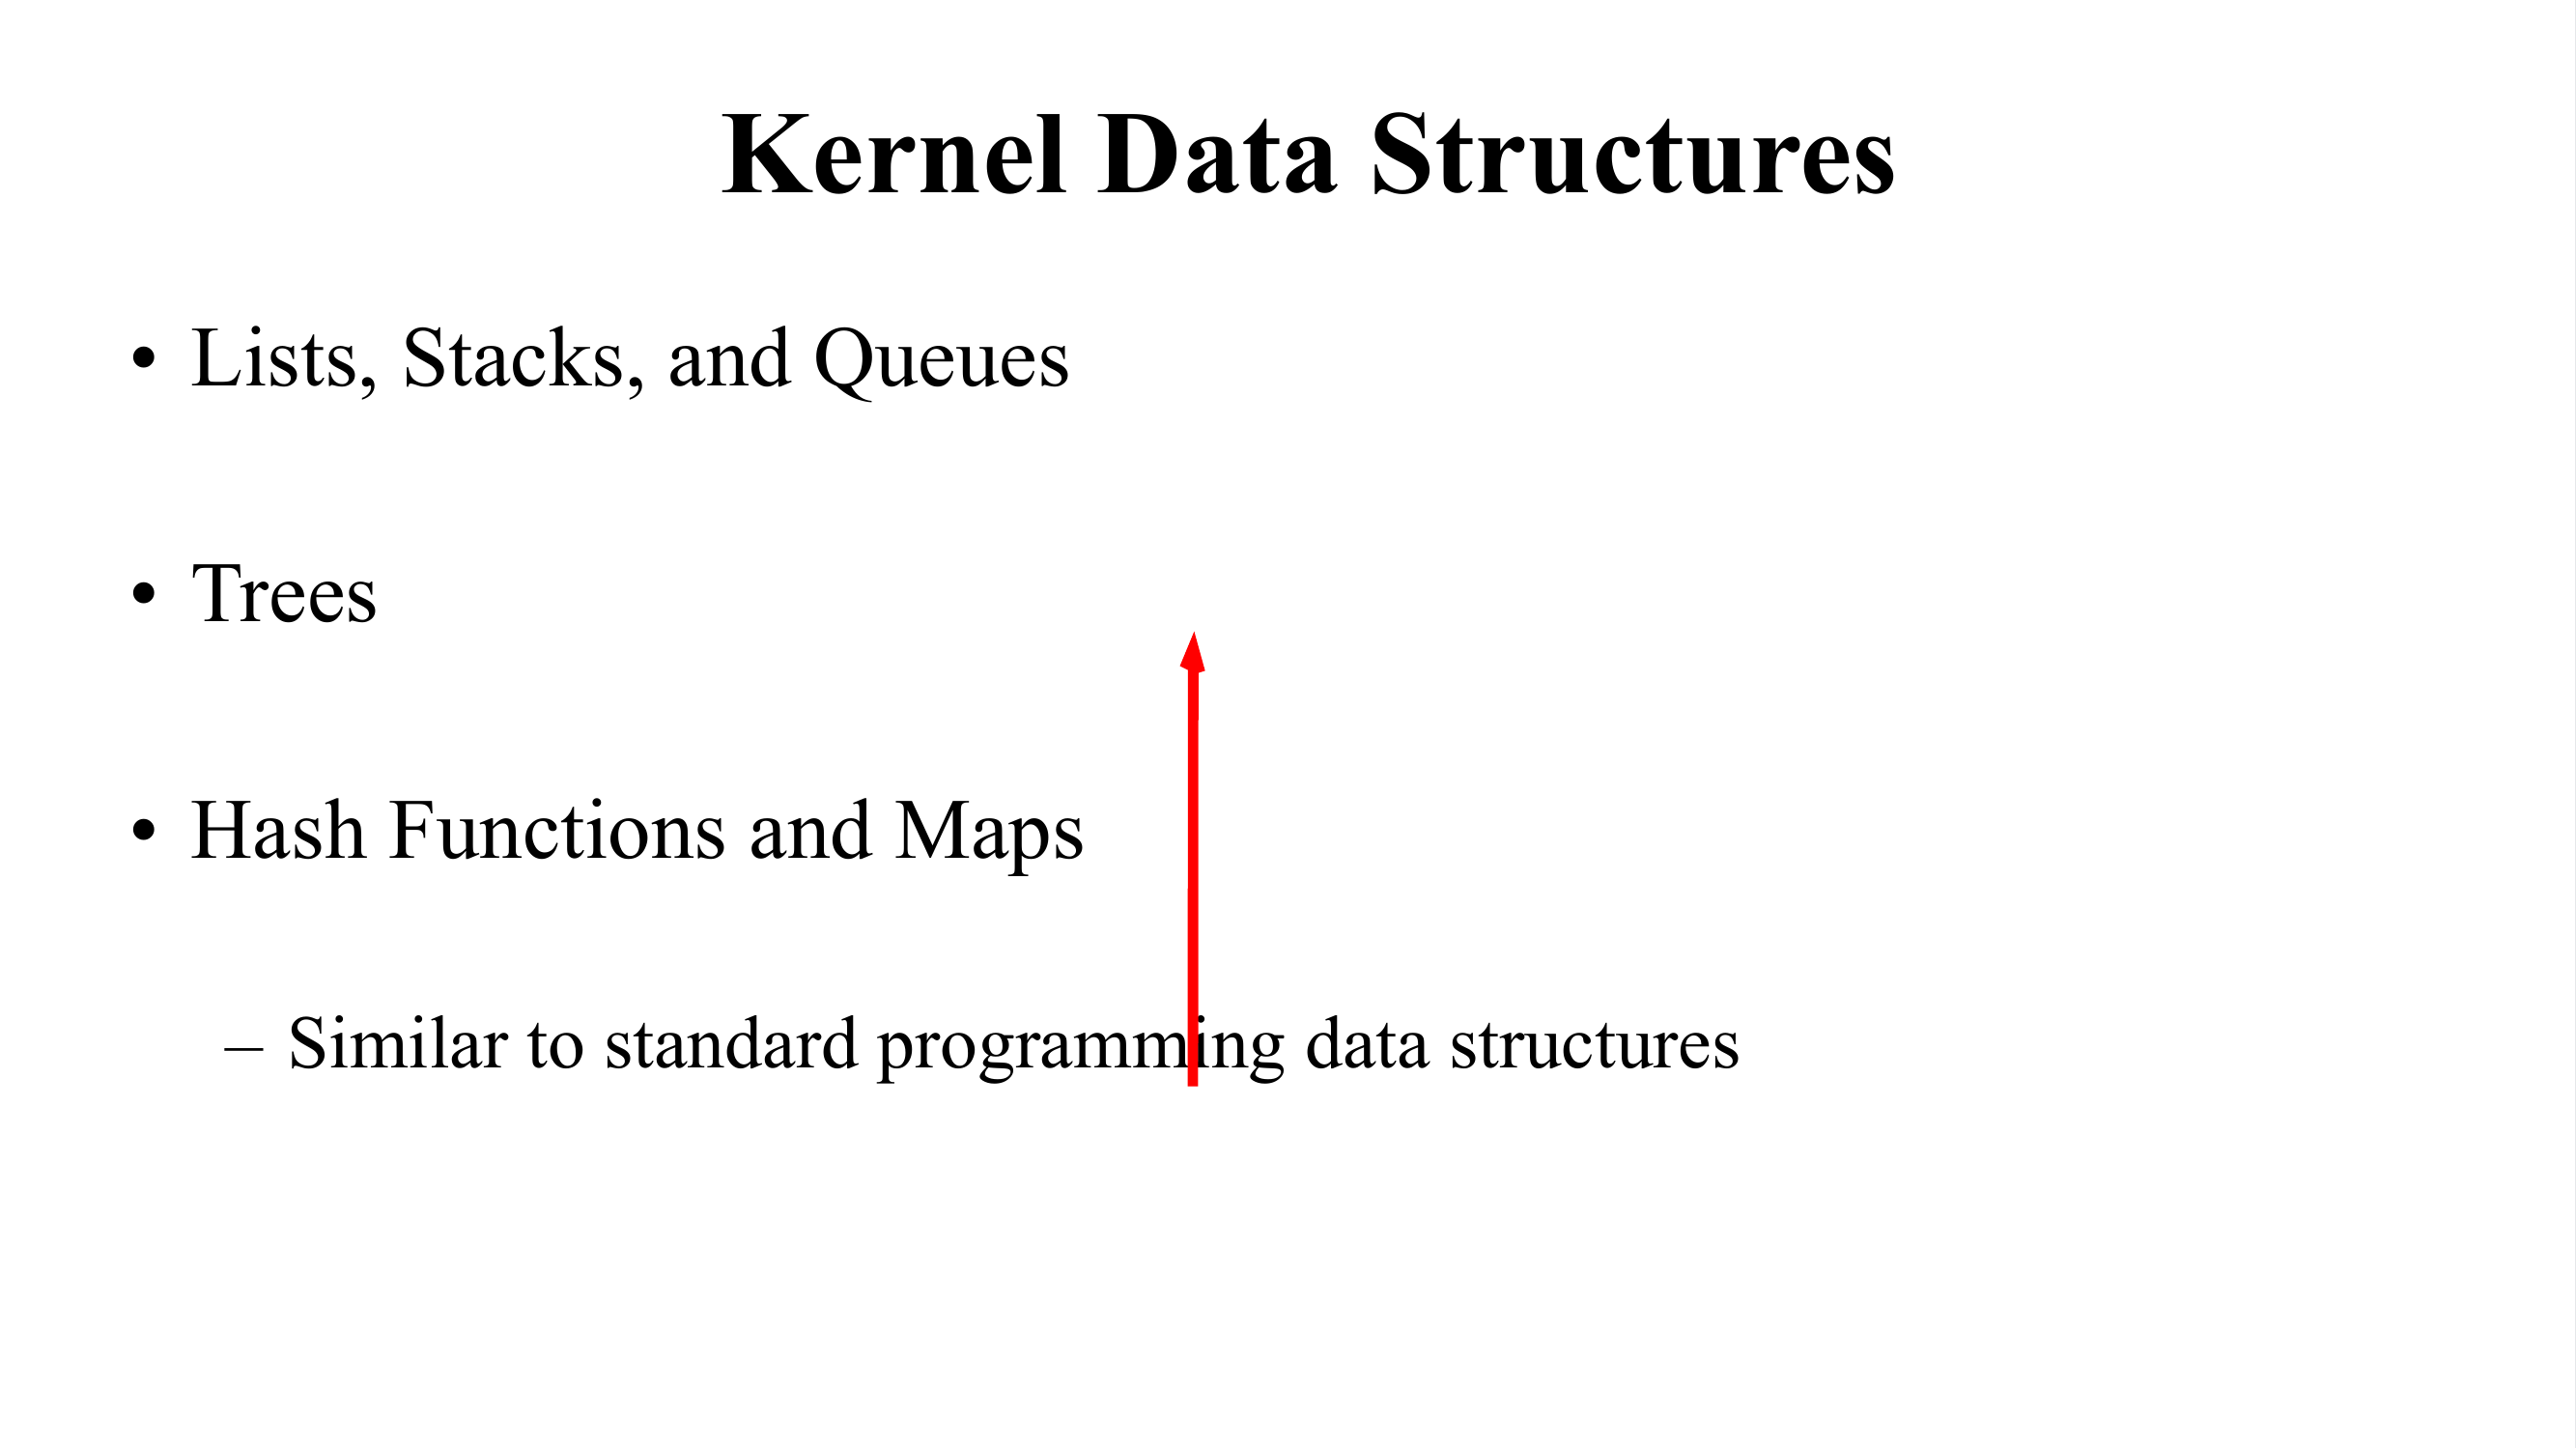 Kernel Data Structures
• Lists, Stacks, and Queues
• Trees
• Hash Functions and Maps
– Similar to standard programming data structures